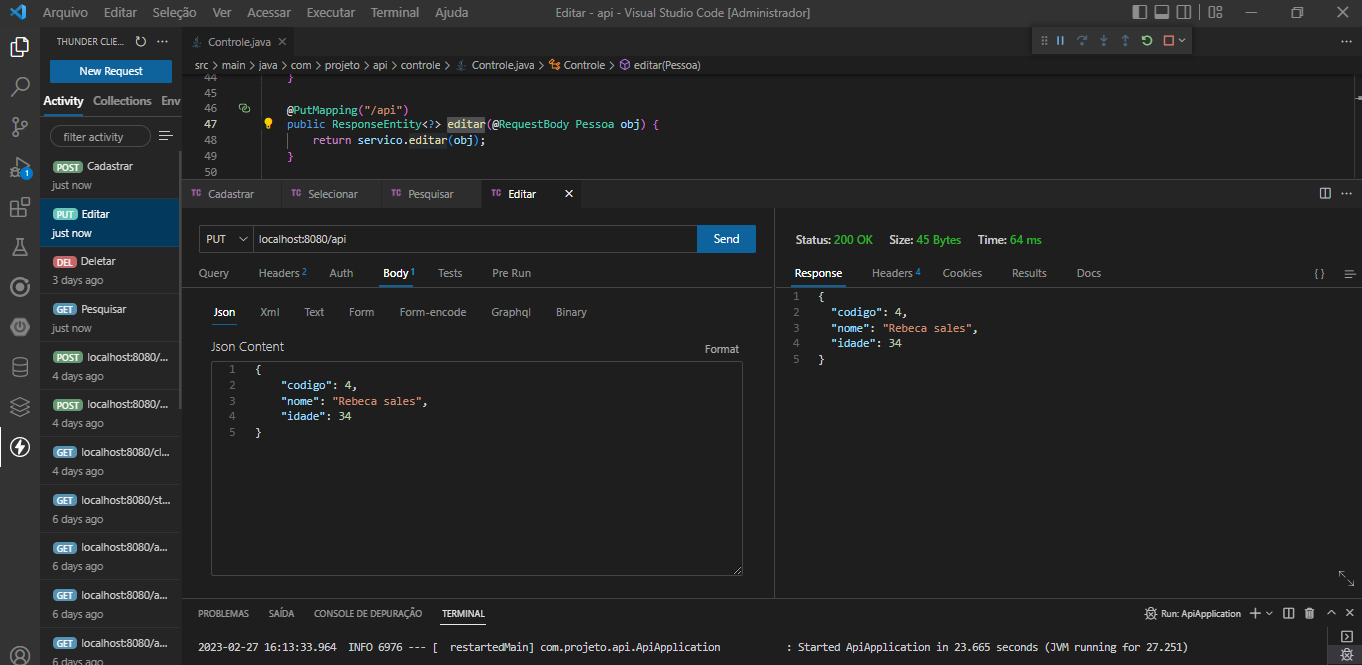 Arquivo Editar Seleção Ver Acessar Executar Terminal Ajuda Editar - api - Visual Studio Code [Administrador]
THUNDER CLIE... Controle.java
New Request
src > main > java > com > projeto > api > controle > Controle.java > Controle > editar(Pessoa)
Activity Collections Env
filter activity
44 }
45
46 @PutMapping("/api")
47 public ResponseEntity<?> editar(@RequestBody Pessoa obj) {
48 return servico.editar(obj);
49 }
50
POST Cadastrar
just now
PUT Editar
just now
DEL Deletar
3 days ago
GET Pesquisar
just now
POST localhost:8080/...
4 days ago
POST localhost:8080/...
4 days ago
GET localhost:8080/cl...
4 days ago
GET localhost:8080/st...
6 days ago
GET localhost:8080/a...
6 days ago
GET localhost:8080/a...
6 days ago
GET localhost:8080/a...
6 days ago
1
TC Cadastrar TC Selecionar TC Pesquisar TC Editar
PUT localhost:8080/api Send
Query Headers 2 Auth Body 1 Tests Pre Run
Json Xml Text Form Form-encode Graphql Binary
Json Content Format
1 {
2 "codigo": 4,
3 "nome": "Rebeca sales",
4 "idade": 34
5 }
Status: 200 OK Size: 45 Bytes Time: 64 ms
Response Headers 4 Cookies Results Docs { }
1 {
2 "codigo": 4,
3 "nome": "Rebeca sales",
4 "idade": 34
5 }
PROBLEMAS SAÍDA CONSOLE DE DEPURAÇÃO TERMINAL Run: ApiApplication
2023-02-27 16:13:33.964 INFO 6976 --- [ restartedMain] com.projeto.api.ApiApplication : Started ApiApplication in 23.665 seconds (JVM running for 27.251)